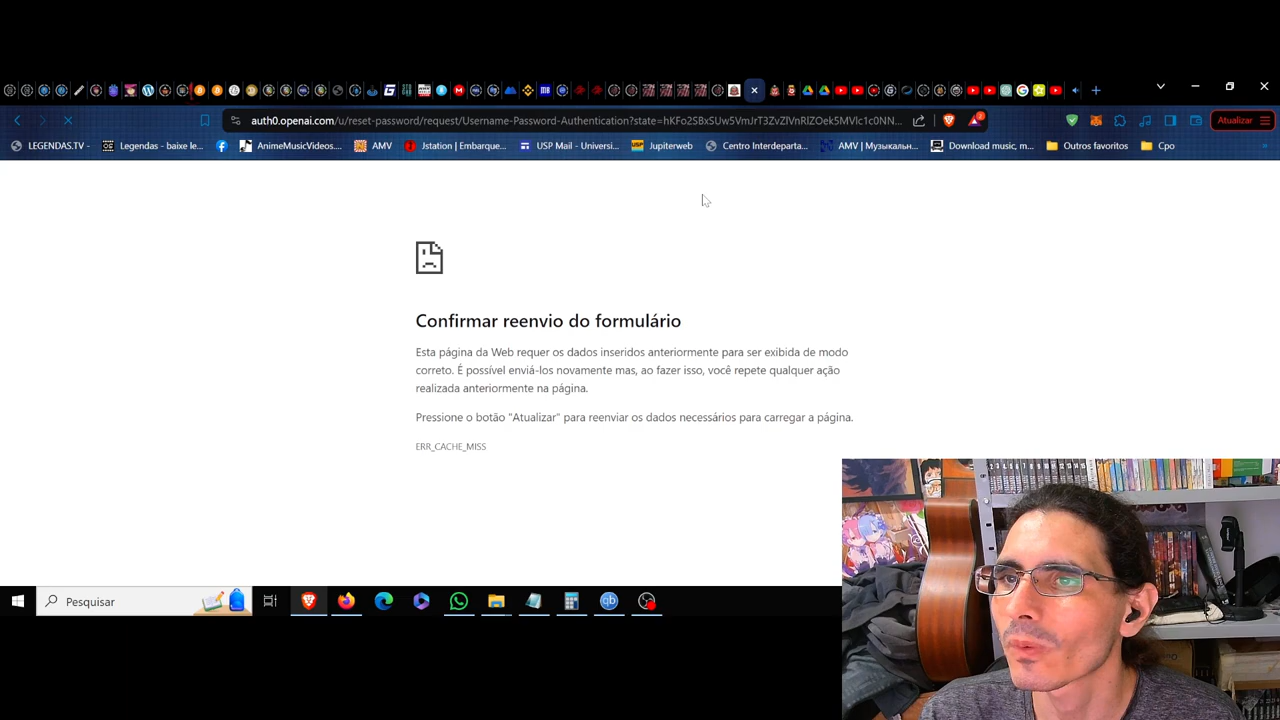 auth0.openai.com/u/reset-password/request/Username-Password-Authentication?state=hKFo2SBxSUw5VmJrT3ZvZlVnRlZOek5MVlc1c0NN...
2
Atualizar
LEGENDAS.TV -
Legendas - baixe le...
AnimeMusicVideos....
AMV
Jstation | Embarque...
USP Mail - Universi...
Jupiterweb
Centro Interdeparta...
AMV | Музыкальн...
Download music, m...
Outros favoritos
Cpo
Confirmar reenvio do formulário
Esta página da Web requer os dados inseridos anteriormente para ser exibida de modo
correto. É possível enviá-los novamente mas, ao fazer isso, você repete qualquer ação
realizada anteriormente na página.
Pressione o botão "Atualizar" para reenviar os dados necessários para carregar a página.
ERR_CACHE_MISS
Pesquisar
qb